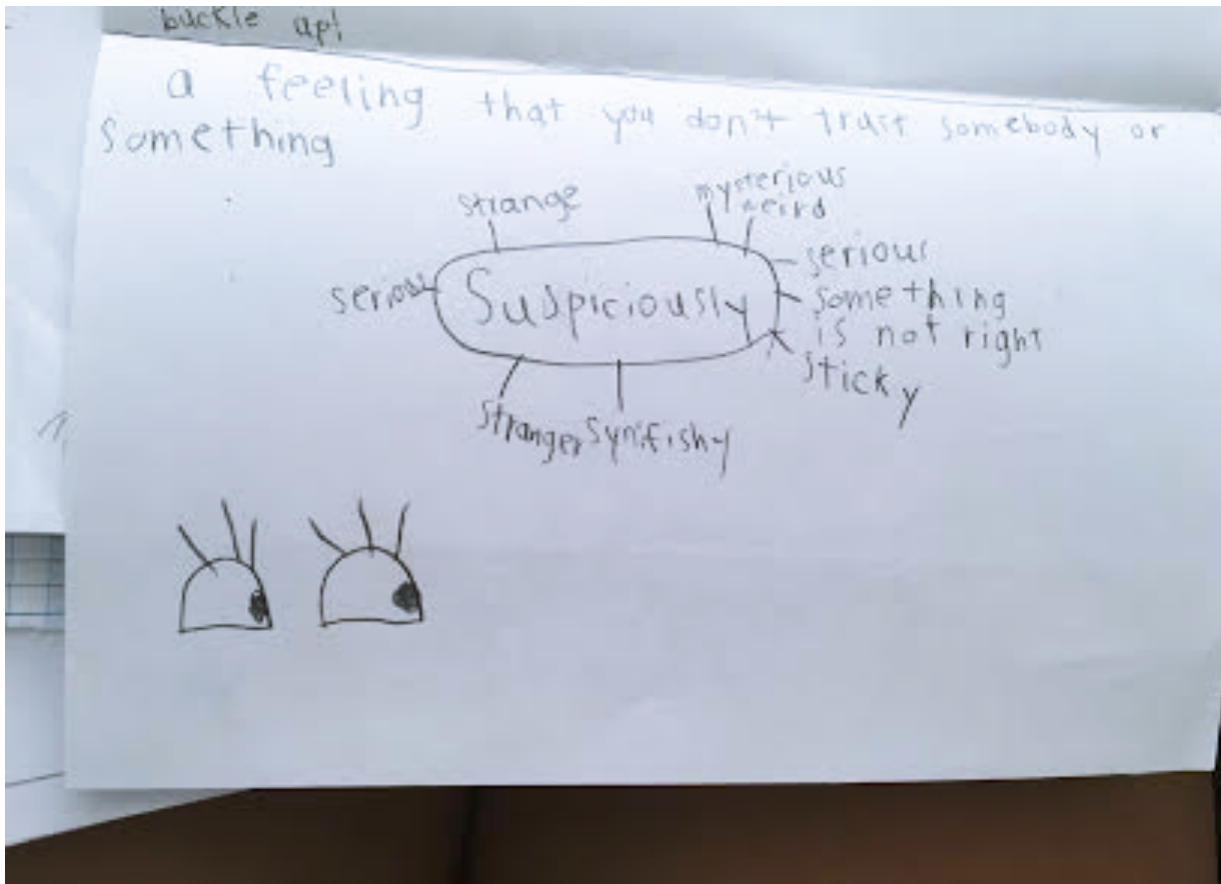 buckle up!
a feeling that you don't trust somebody or
something
strange
mysterious
weird
serious
Suspiciously
serious
something
is not right
sticky
stranger
Syn: fishy